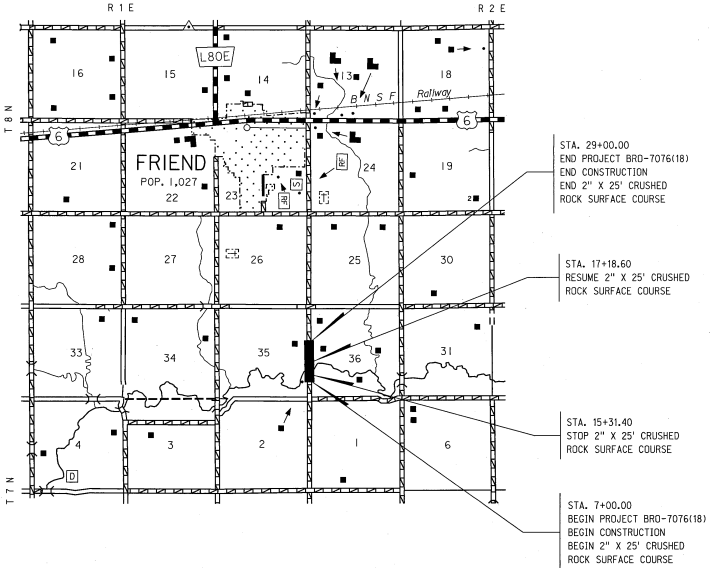 R 1 E
R 2 E
T 8 N
T 7 N
L80E
16
15
14
13
18
BNSF Railway
6
6
21
FRIEND
POP. 1,027
22
23
24
19
RF
RF
S
2
28
27
26
25
30
33
34
35
36
31
4
3
2
1
6
D
STA. 29+00.00
END PROJECT BRO-7076(18)
END CONSTRUCTION
END 2" X 25' CRUSHED
ROCK SURFACE COURSE
STA. 17+18.60
RESUME 2" X 25' CRUSHED
ROCK SURFACE COURSE
STA. 15+31.40
STOP 2" X 25' CRUSHED
ROCK SURFACE COURSE
STA. 7+00.00
BEGIN PROJECT BRO-7076(18)
BEGIN CONSTRUCTION
BEGIN 2" X 25' CRUSHED
ROCK SURFACE COURSE